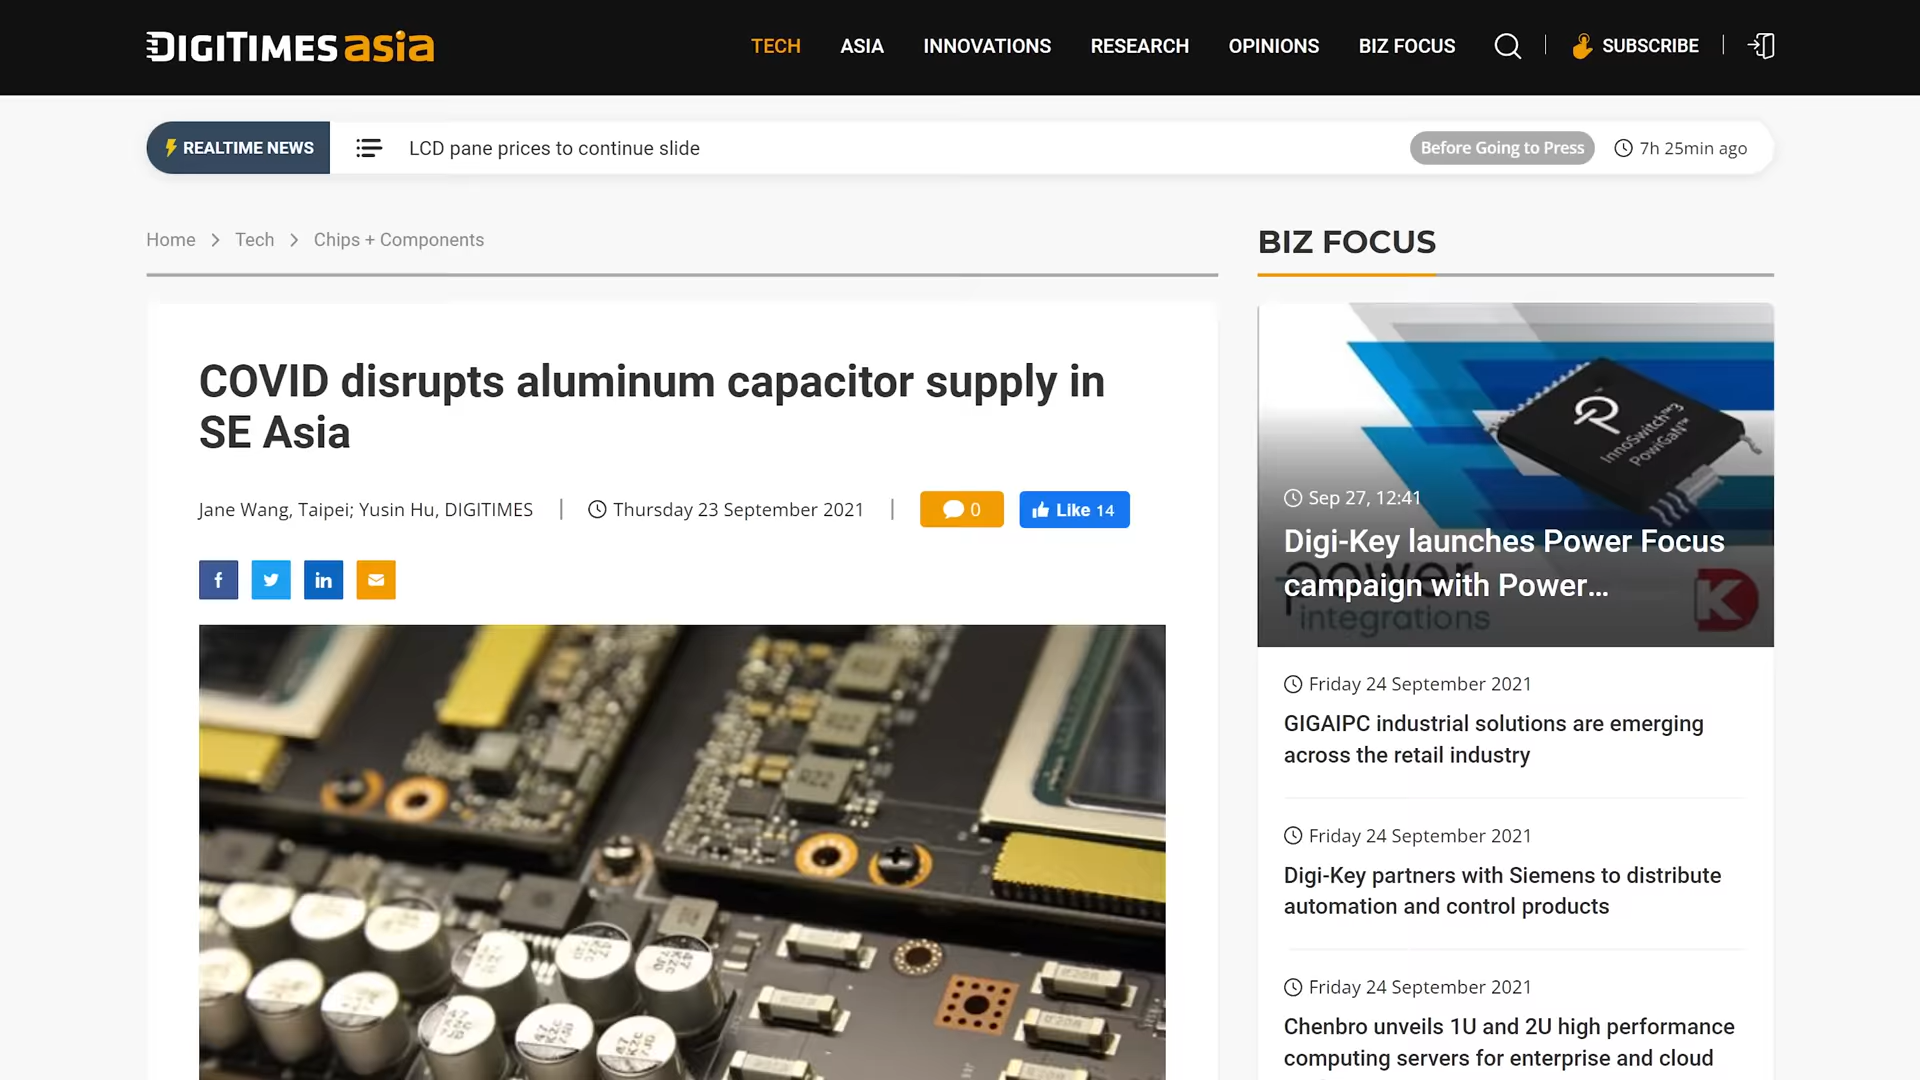 DIGITIMES asia
TECH
ASIA
INNOVATIONS
RESEARCH
OPINIONS
BIZ FOCUS
SUBSCRIBE
REALTIME NEWS
LCD pane prices to continue slide
Before Going to Press
7h 25min ago
Home > Tech > Chips + Components
COVID disrupts aluminum capacitor supply in
SE Asia
Jane Wang, Taipei; Yusin Hu, DIGITIMES | Thursday 23 September 2021 |
0
Like 14
BIZ FOCUS
InnoSwitch™3
PowiGaN™
Sep 27, 12:41
Digi-Key launches Power Focus
campaign with Power...
power
integrations
Friday 24 September 2021
GIGAIPC industrial solutions are emerging
across the retail industry
Friday 24 September 2021
Digi-Key partners with Siemens to distribute
automation and control products
Friday 24 September 2021
Chenbro unveils 1U and 2U high performance
computing servers for enterprise and cloud